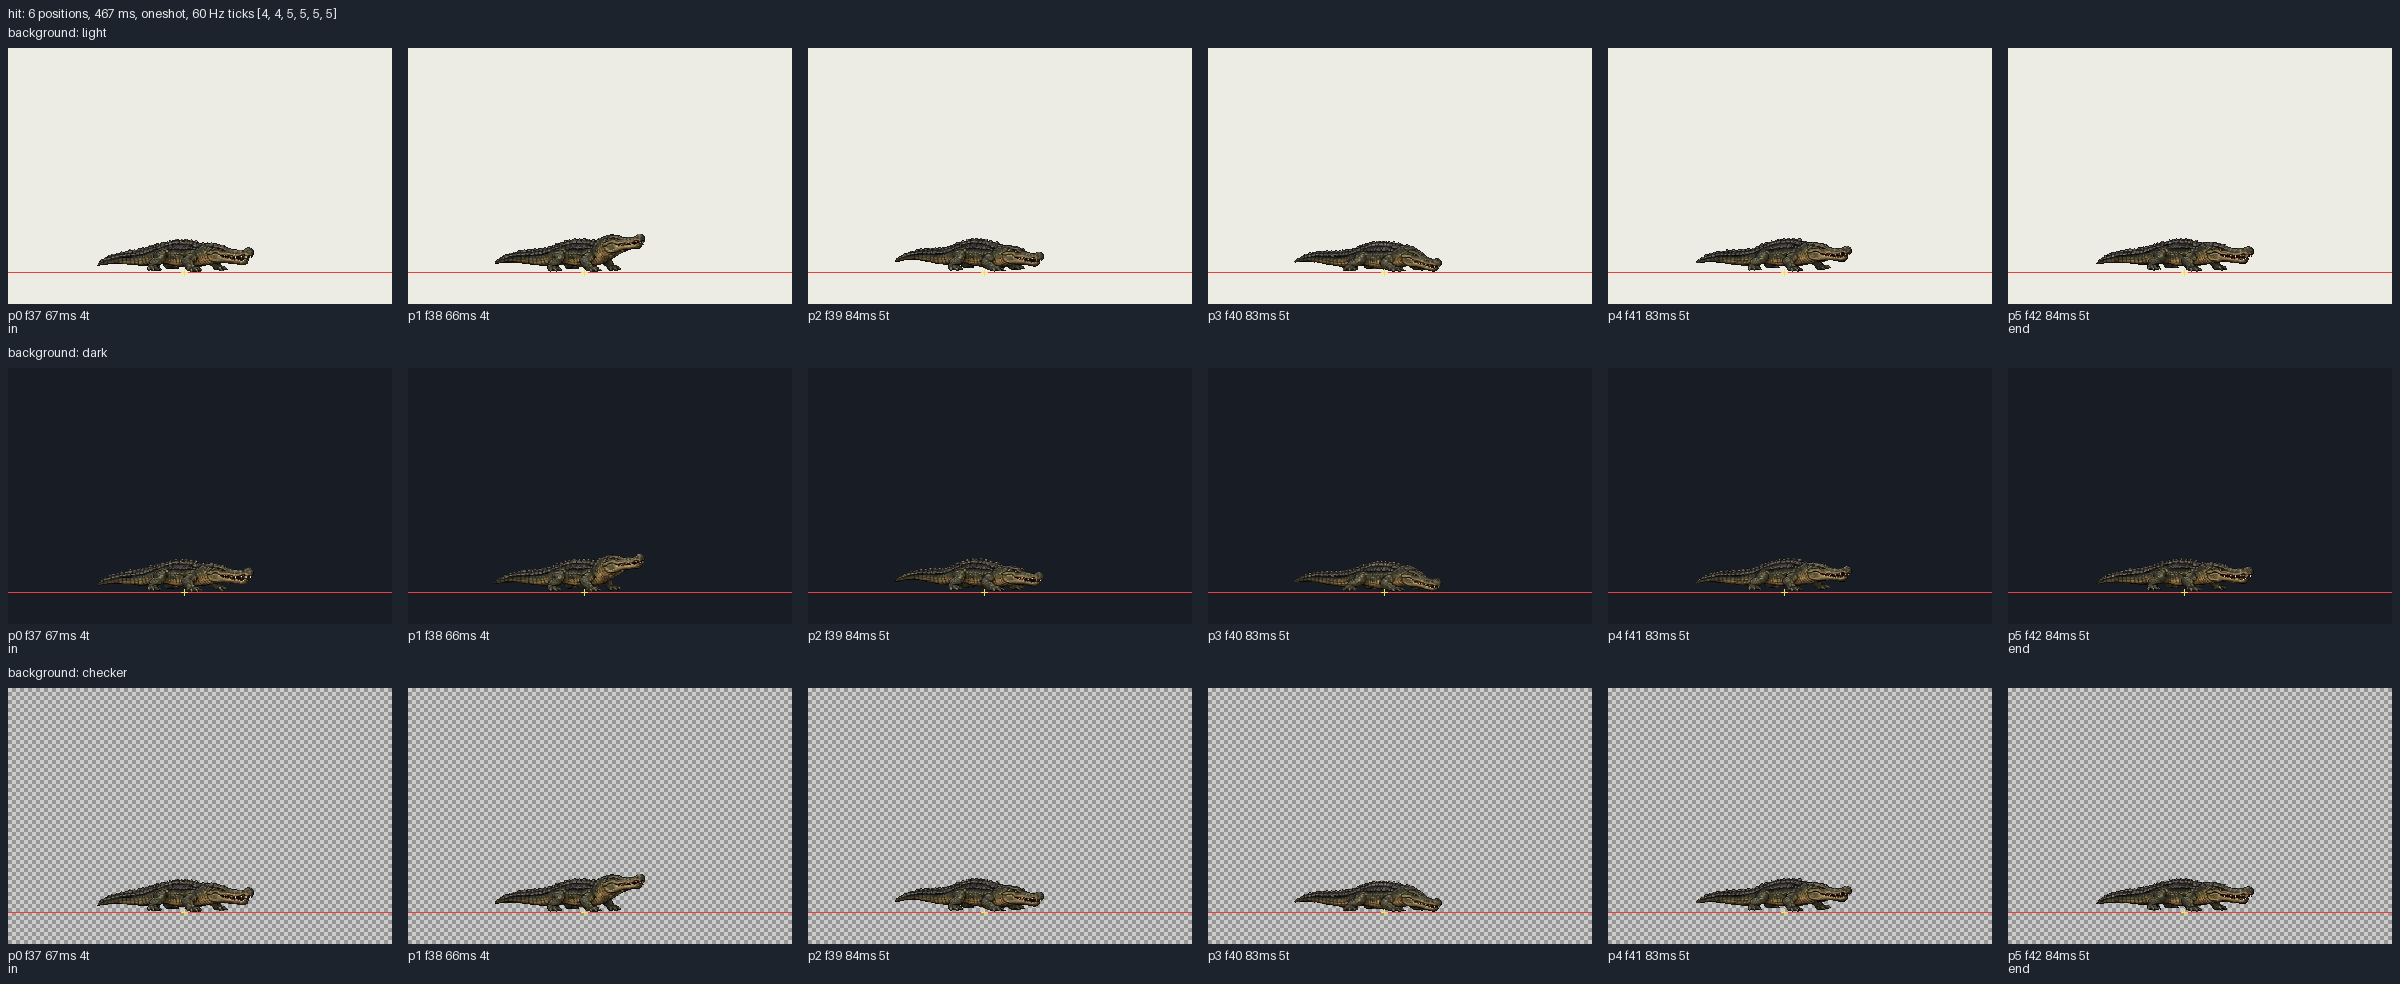 hit: 6 positions, 467 ms, oneshot, 60 Hz ticks [4, 4, 5, 5, 5, 5]
background: light
p0 f37 67ms 4t
in
p1 f38 66ms 4t
p2 f39 84ms 5t
p3 f40 83ms 5t
p4 f41 83ms 5t
p5 f42 84ms 5t
end
background: dark
p0 f37 67ms 4t
in
p1 f38 66ms 4t
p2 f39 84ms 5t
p3 f40 83ms 5t
p4 f41 83ms 5t
p5 f42 84ms 5t
end
background: checker
p0 f37 67ms 4t
in
p1 f38 66ms 4t
p2 f39 84ms 5t
p3 f40 83ms 5t
p4 f41 83ms 5t
p5 f42 84ms 5t
end